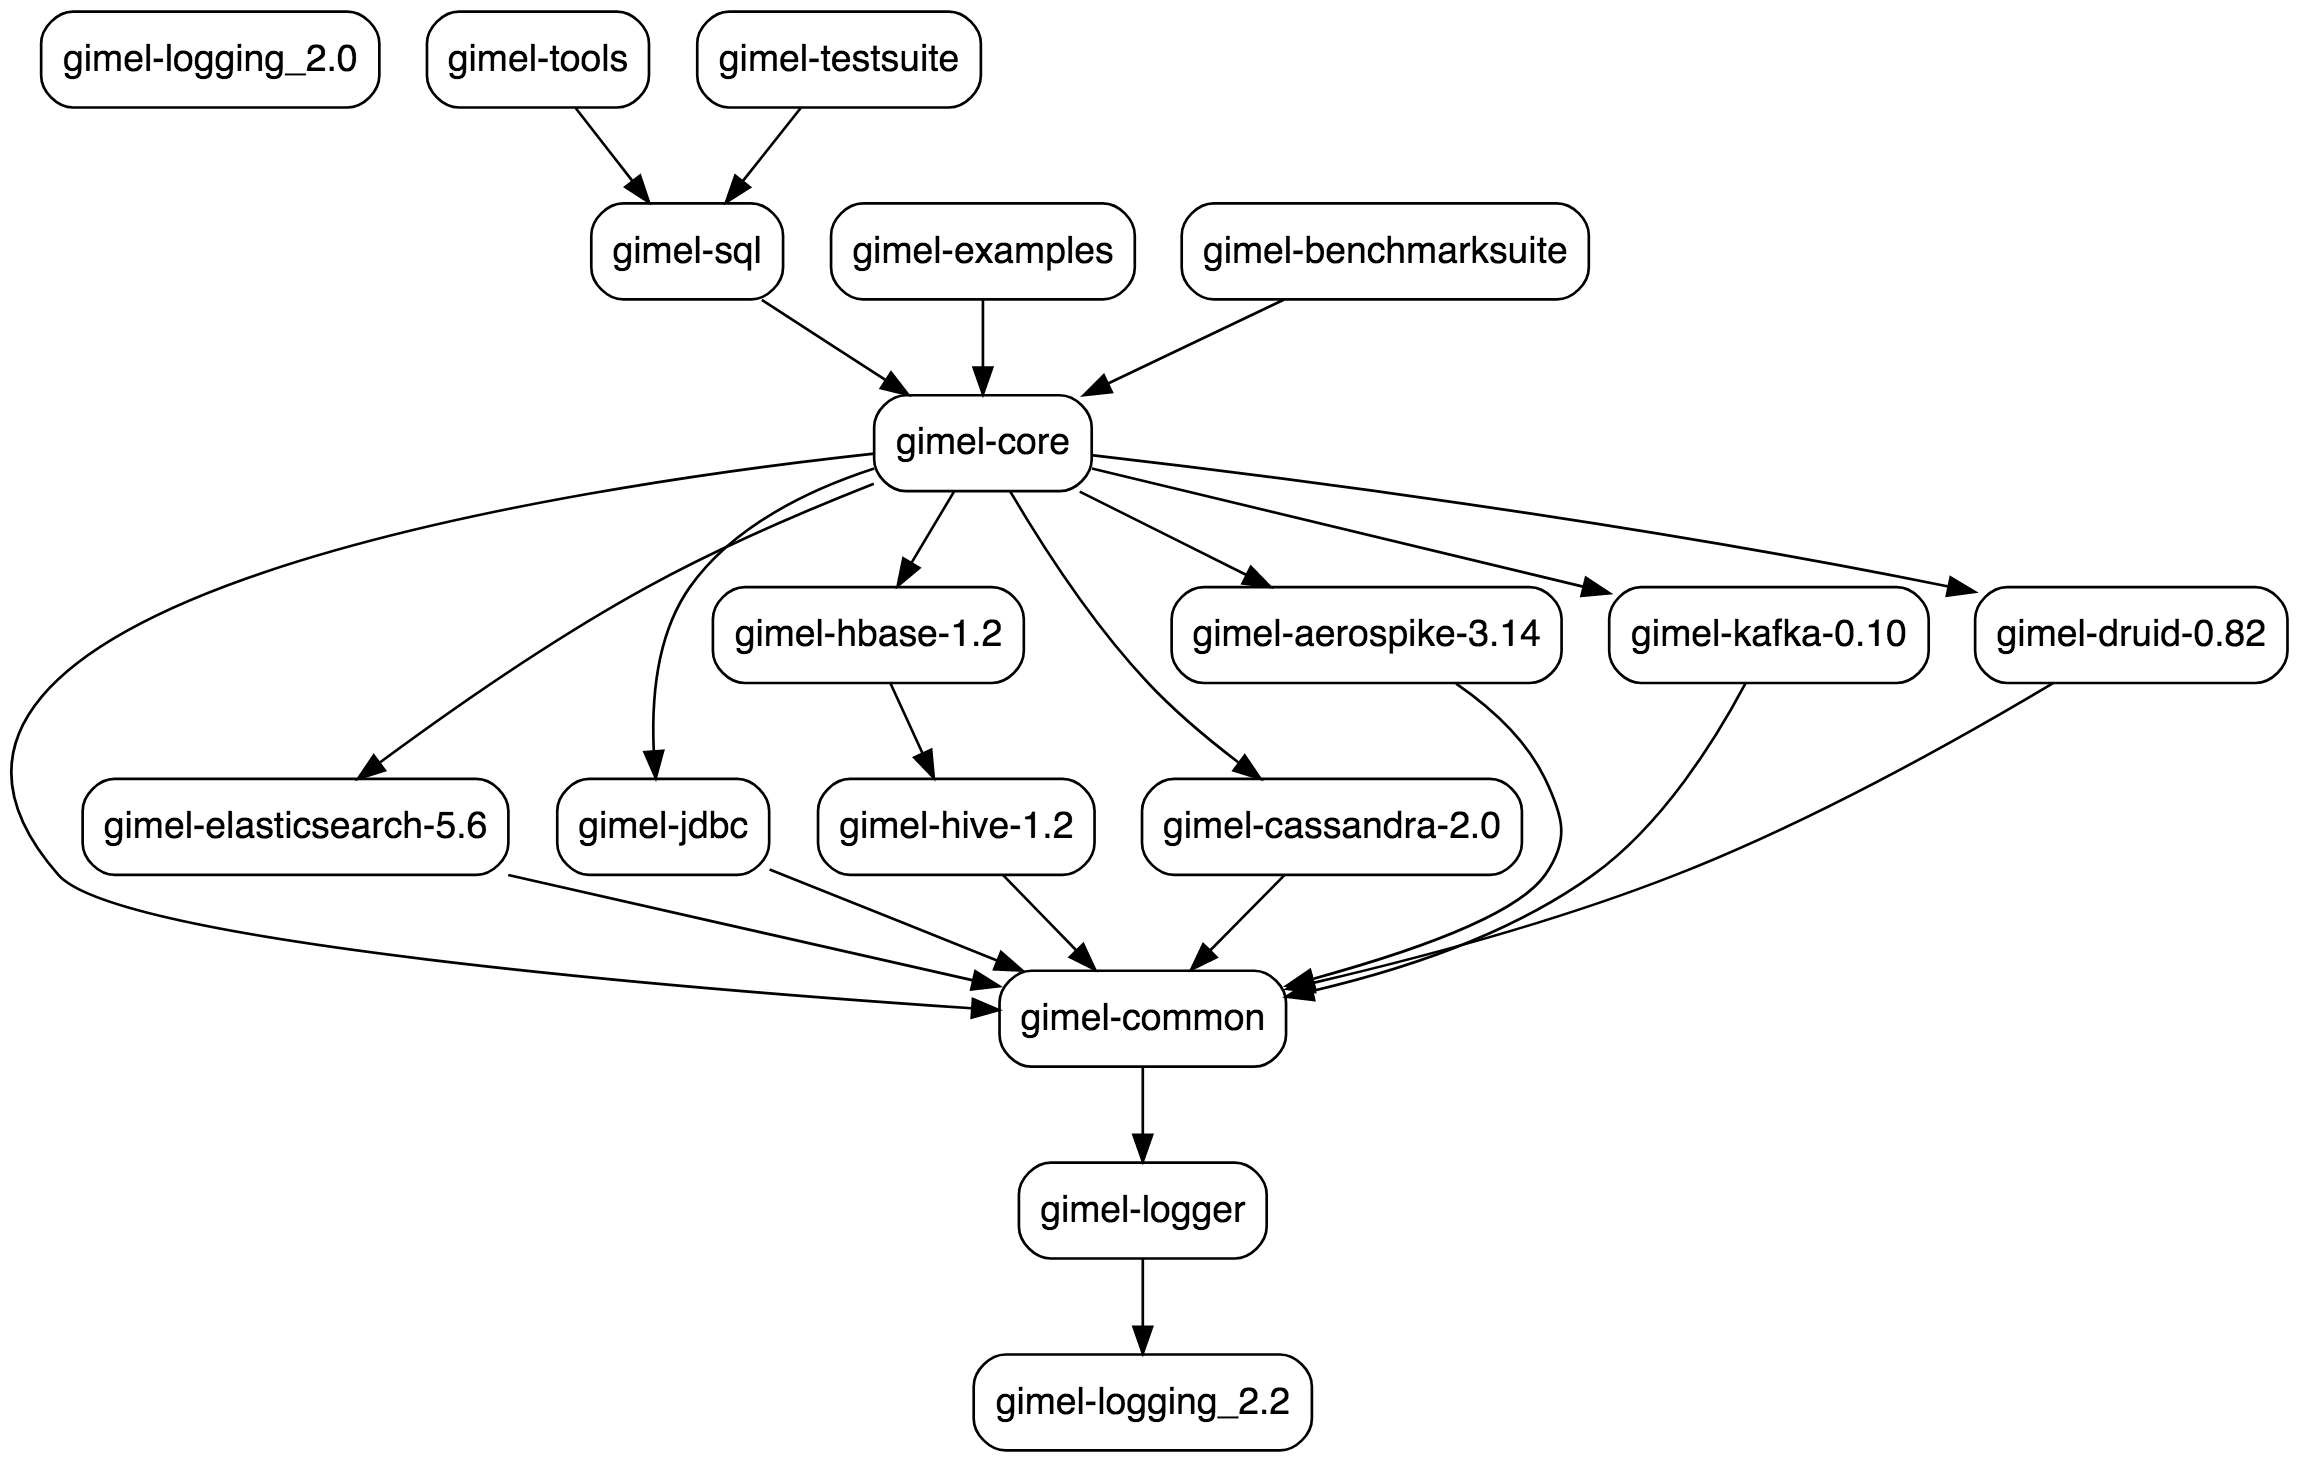 gimel-logging_2.0
gimel-tools
gimel-testsuite
gimel-sql
gimel-examples
gimel-benchmarksuite
gimel-core
gimel-hbase-1.2
gimel-aerospike-3.14
gimel-kafka-0.10
gimel-druid-0.82
gimel-elasticsearch-5.6
gimel-jdbc
gimel-hive-1.2
gimel-cassandra-2.0
gimel-common
gimel-logger
gimel-logging_2.2